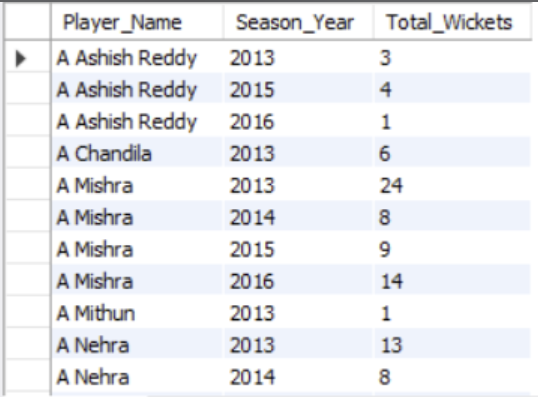 Player_Name Season_Year Total_Wickets
A Ashish Reddy 2013 3
A Ashish Reddy 2015 4
A Ashish Reddy 2016 1
A Chandila 2013 6
A Mishra 2013 24
A Mishra 2014 8
A Mishra 2015 9
A Mishra 2016 14
A Mithun 2013 1
A Nehra 2013 13
A Nehra 2014 8